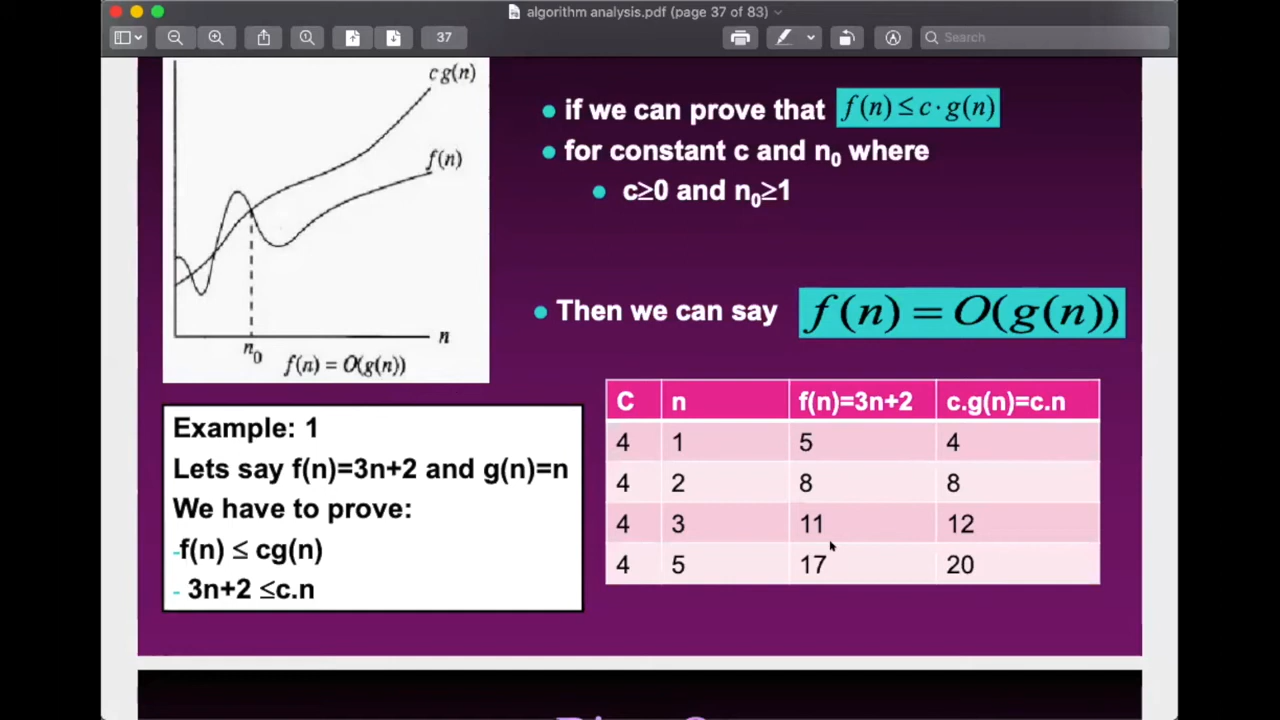 algorithm analysis.pdf (page 37 of 83)
37
Search
c g(n)
f(n)
n0
n
f(n) = O(g(n))
• if we can prove that f(n) ≤ c · g(n)
• for constant c and n0 where
• c≥0 and n0≥1
• Then we can say f(n) = O(g(n))
Example: 1
Lets say f(n)=3n+2 and g(n)=n
We have to prove:
-f(n) ≤ cg(n)
- 3n+2 ≤c.n
C n f(n)=3n+2 c.g(n)=c.n
4 1 5 4
4 2 8 8
4 3 11 12
4 5 17 20